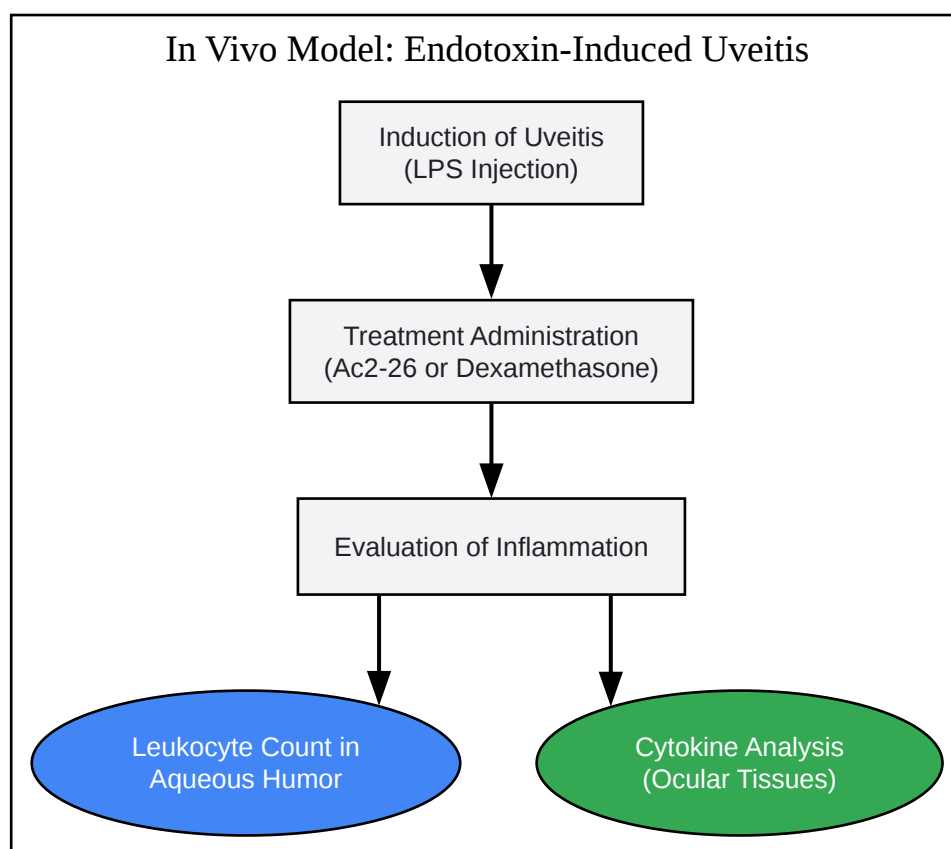 In Vivo Model: Endotoxin-Induced Uveitis
Induction of Uveitis
(LPS Injection)
Treatment Administration
(Ac2-26 or Dexamethasone)
Evaluation of Inflammation
Leukocyte Count in
Aqueous Humor
Cytokine Analysis
(Ocular Tissues)